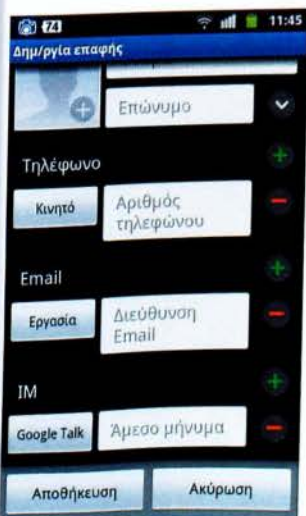 74 11:45
Δημ/ργία επαφής
Επώνυμο
Τηλέφωνο
Κινητό
Αριθμός
τηλεφώνου
Email
Εργασία
Διεύθυνση
Email
IM
Google Talk
Άμεσο μήνυμα
Αποθήκευση
Ακύρωση